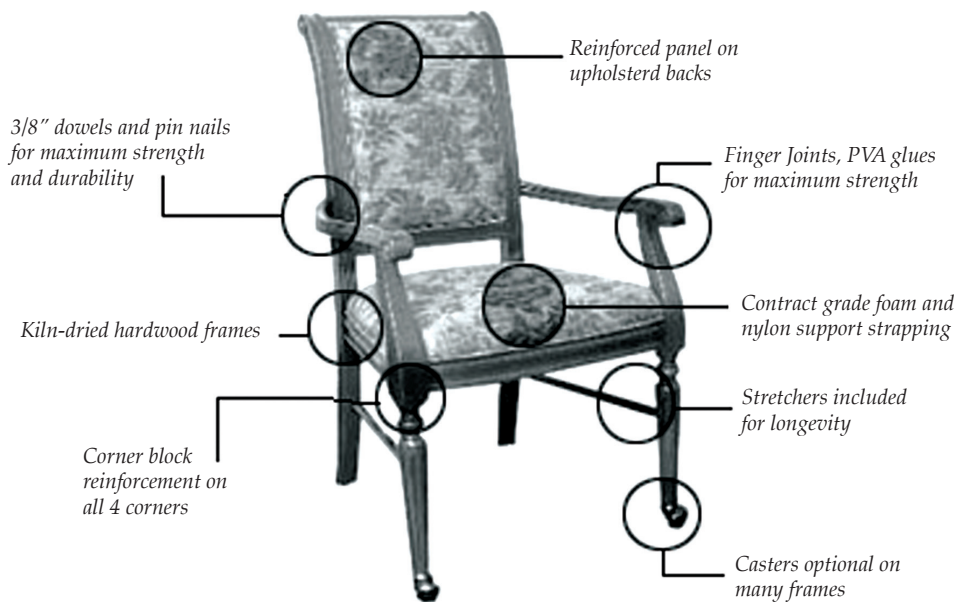 Reinforced panel on
upholsterd backs
3/8” dowels and pin nails
for maximum strength
and durability
Finger Joints, PVA glues
for maximum strength
Kiln-dried hardwood frames
Contract grade foam and
nylon support strapping
Stretchers included
for longevity
Corner block
reinforcement on
all 4 corners
Casters optional on
many frames